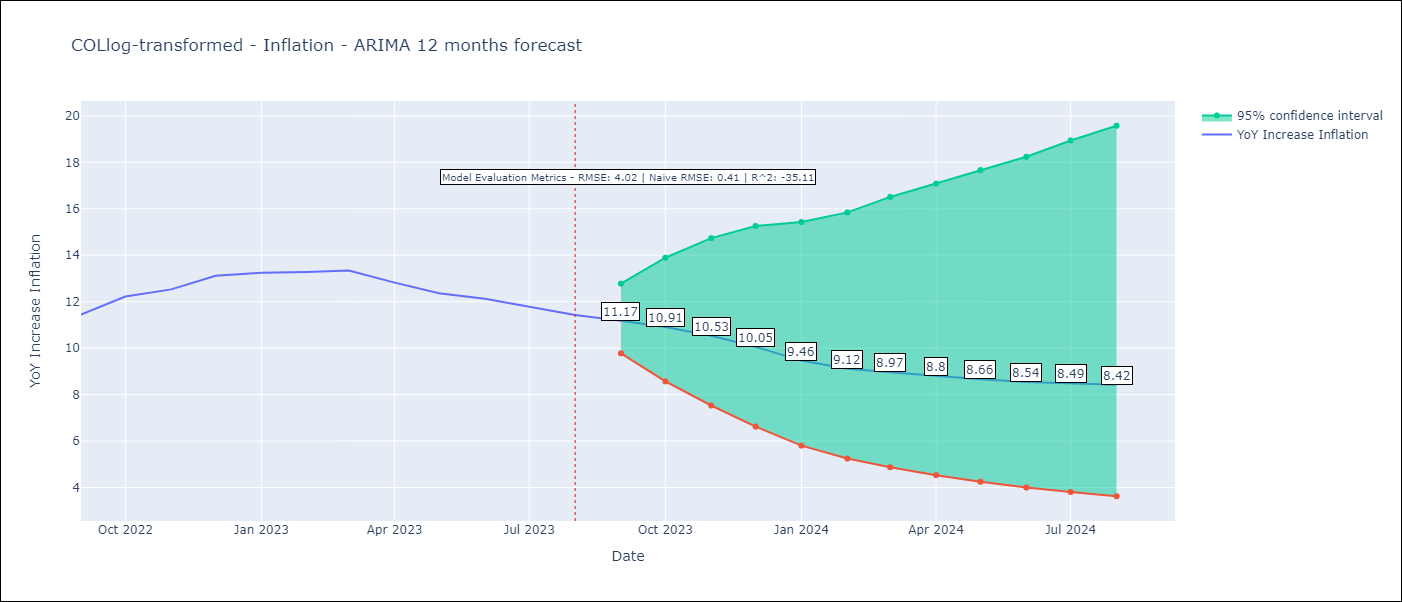 COLlog-transformed - Inflation - ARIMA 12 months forecast
20
18
16
14
12
10
8
6
4
YoY Increase Inflation
Model Evaluation Metrics - RMSE: 4.02 | Naive RMSE: 0.41 | R^2: -35.11
11.17
10.91
10.53
10.05
9.46
9.12
8.97
8.8
8.66
8.54
8.49
8.42
Oct 2022
Jan 2023
Apr 2023
Jul 2023
Oct 2023
Jan 2024
Apr 2024
Jul 2024
Date
95% confidence interval
YoY Increase Inflation